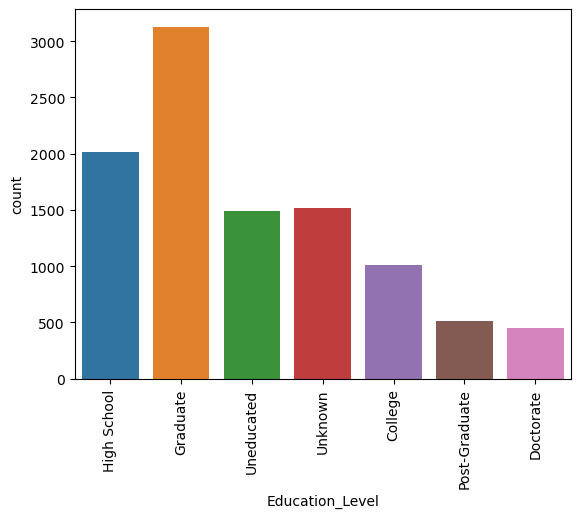 3000
2500
2000
1500
1000
500
0
count
High School
Graduate
Uneducated
Unknown
College
Post-Graduate
Doctorate
Education_Level